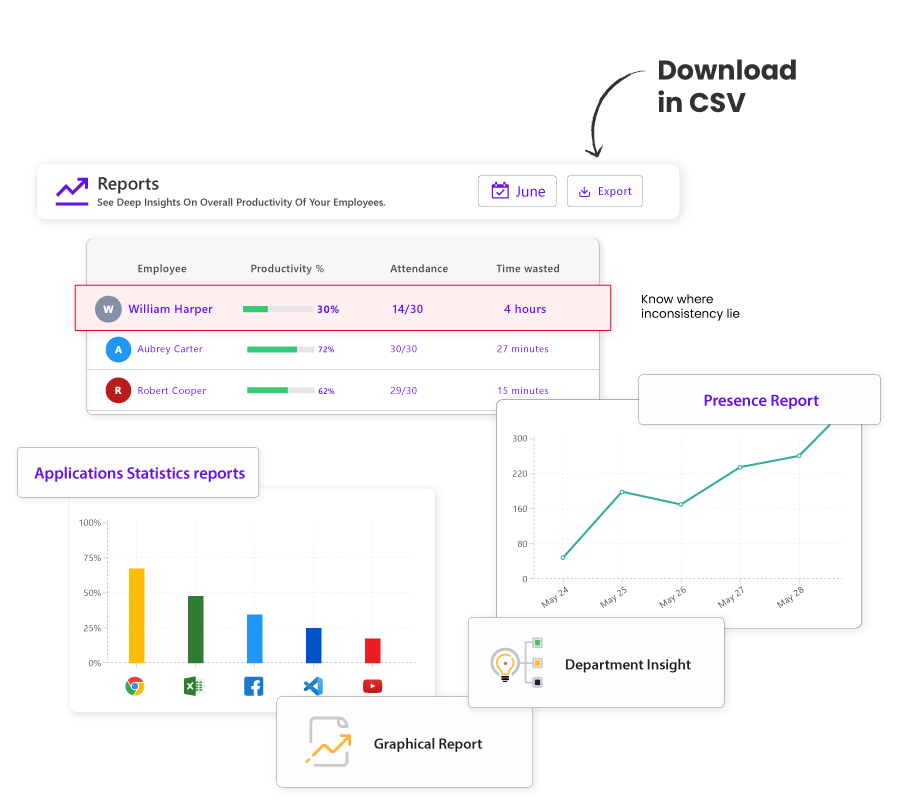 Download
in CSV
Reports
See Deep Insights On Overall Productivity Of Your Employees.
June
Export
Employee Productivity % Attendance Time wasted
W William Harper 30% 14/30 4 hours
Know where
inconsistency lie
A Aubrey Carter 72% 30/30 27 minutes
R Robert Cooper 62% 29/30 15 minutes
Presence Report
300
220
160
80
0
May 24 May 25 May 26 May 27 May 28
Applications Statistics reports
100%
75%
50%
25%
0%
Department Insight
Graphical Report